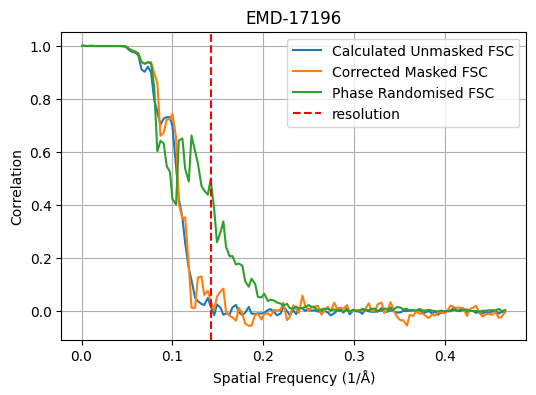 EMD-17196
Calculated Unmasked FSC
Corrected Masked FSC
Phase Randomised FSC
resolution
Correlation
1.0
0.8
0.6
0.4
0.2
0.0
0.0 0.1 0.2 0.3 0.4
Spatial Frequency (1/Å)